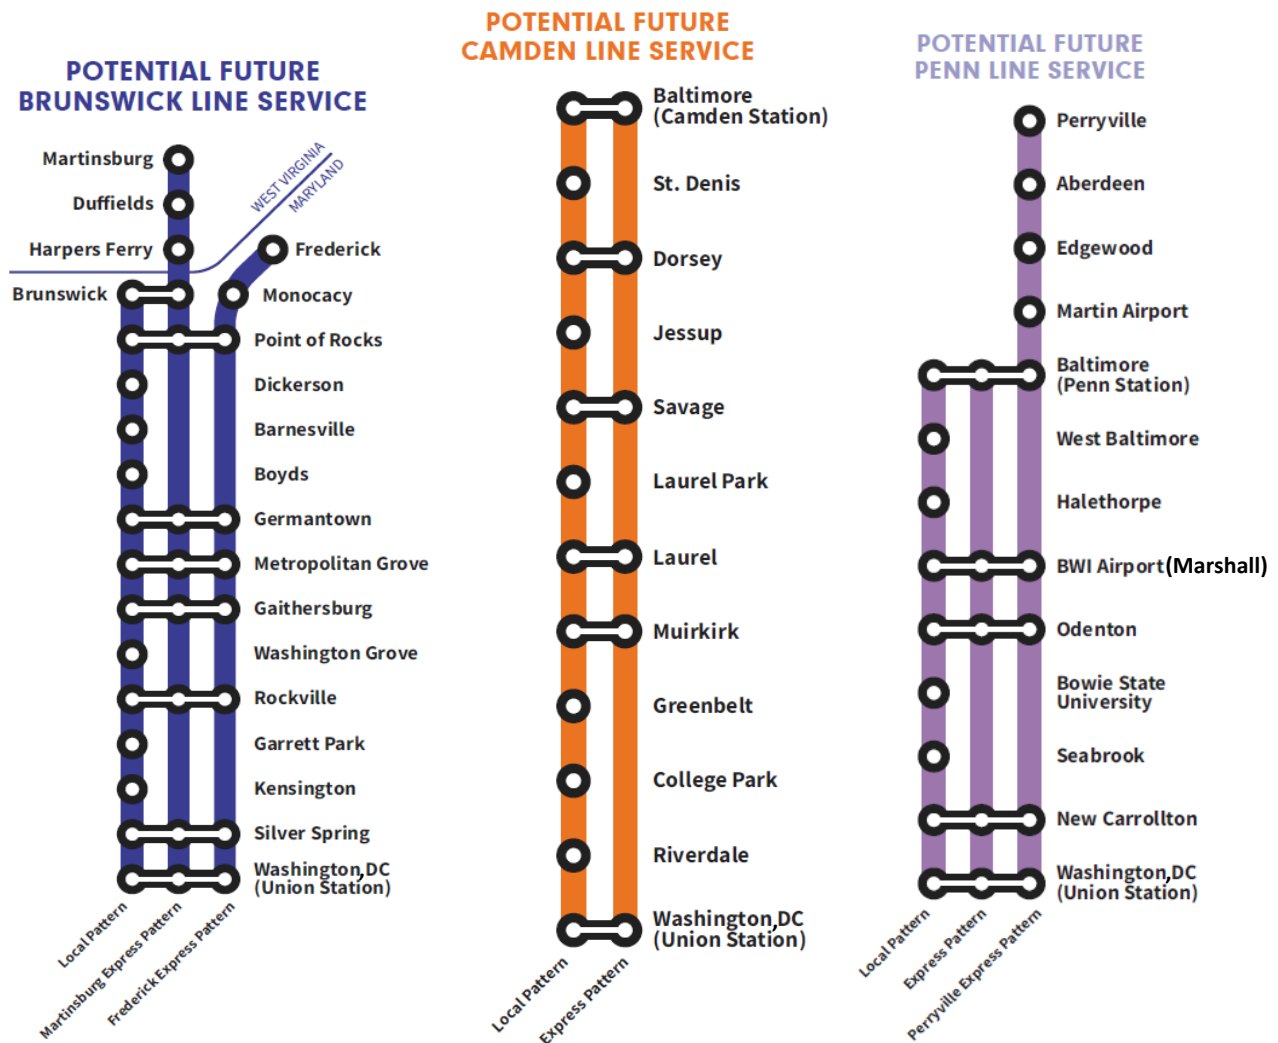 POTENTIAL FUTURE
BRUNSWICK LINE SERVICE
Martinsburg
Duffields
Harpers Ferry
WEST VIRGINIA
MARYLAND
Frederick
Brunswick
Monocacy
Point of Rocks
Dickerson
Barnesville
Boyds
Germantown
Metropolitan Grove
Gaithersburg
Washington Grove
Rockville
Garrett Park
Kensington
Silver Spring
Washington,DC
(Union Station)
Local Pattern
Martinsburg Express Pattern
Frederick Express Pattern
POTENTIAL FUTURE
CAMDEN LINE SERVICE
Baltimore
(Camden Station)
St. Denis
Dorsey
Jessup
Savage
Laurel Park
Laurel
Muirkirk
Greenbelt
College Park
Riverdale
Washington,DC
(Union Station)
Local Pattern
Express Pattern
POTENTIAL FUTURE
PENN LINE SERVICE
Perryville
Aberdeen
Edgewood
Martin Airport
Baltimore
(Penn Station)
West Baltimore
Halethorpe
BWI Airport(Marshall)
Odenton
Bowie State
University
Seabrook
New Carrollton
Washington,DC
(Union Station)
Local Pattern
Express Pattern
Perryville Express Pattern